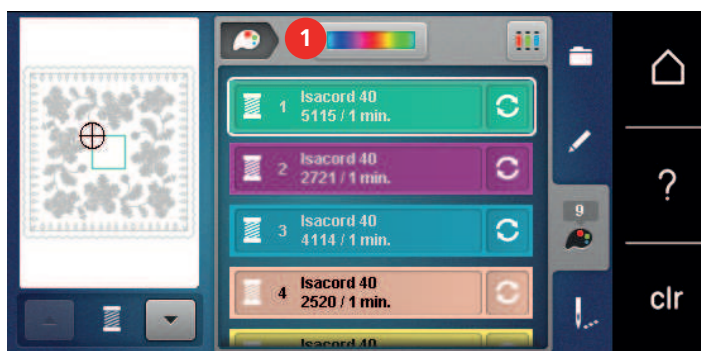 1
1 Isacord 40
5115 / 1 min.
2 Isacord 40
2721 / 1 min.
3 Isacord 40
4114 / 1 min.
4 Isacord 40
2520 / 1 min.
Isacord 40
9
?
clr